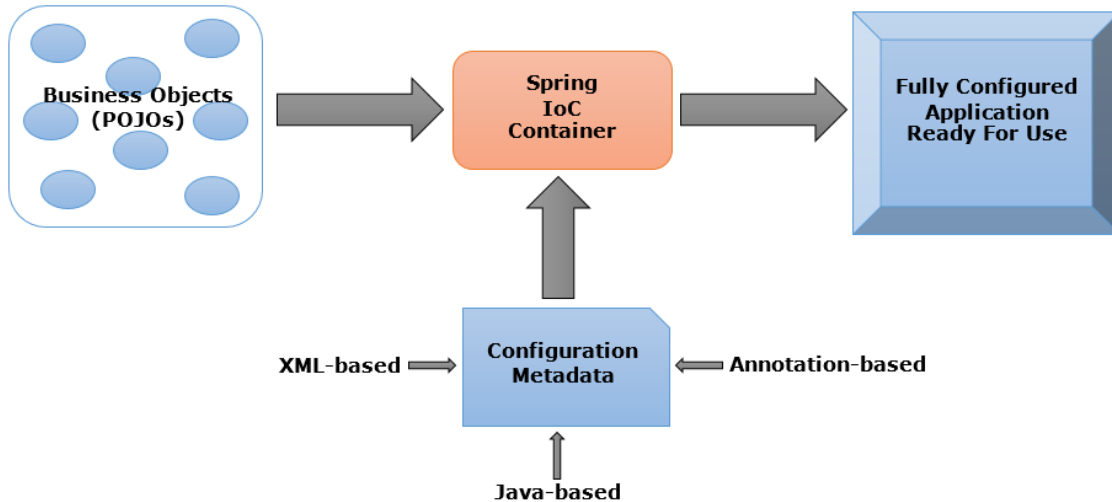 Business Objects
(POJOs)
Spring
IoC
Container
Fully Configured
Application
Ready For Use
Configuration
Metadata
XML-based
Annotation-based
Java-based